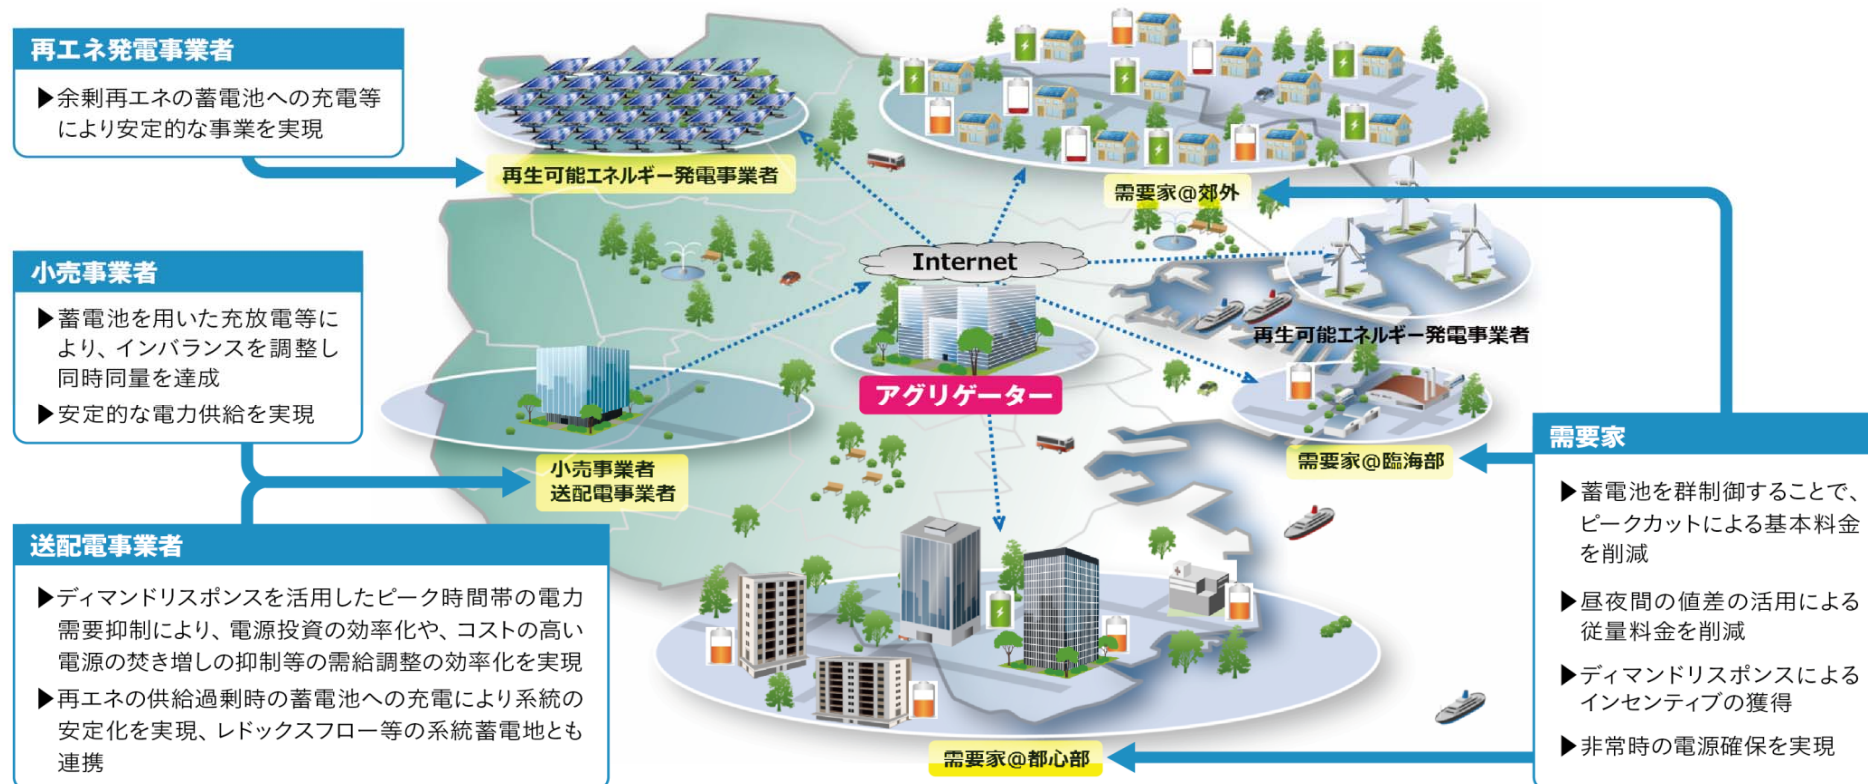 再エネ発電事業者
▶余剰再エネの蓄電池への充電等
により安定的な事業を実現
再生可能エネルギー発電事業者
需要家@郊外
小売事業者
▶蓄電池を用いた充放電等に
より、インバランスを調整し
同時同量を達成
▶安定的な電力供給を実現
Internet
アグリゲーター
再生可能エネルギー発電事業者
小売事業者
送配電事業者
需要家@臨海部
送配電事業者
▶ディマンドリスポンスを活用したピーク時間帯の電力
需要抑制により、電源投資の効率化や、コストの高い
電源の焚き増しの抑制等の需給調整の効率化を実現
▶再エネの供給過剰時の蓄電池への充電により系統の
安定化を実現、レドックスフロー等の系統蓄電地とも
連携
需要家
▶蓄電池を群制御することで、
ピークカットによる基本料金
を削減
▶昼夜間の値差の活用による
従量料金を削減
▶ディマンドリスポンスによる
インセンティブの獲得
▶非常時の電源確保を実現
需要家@都心部